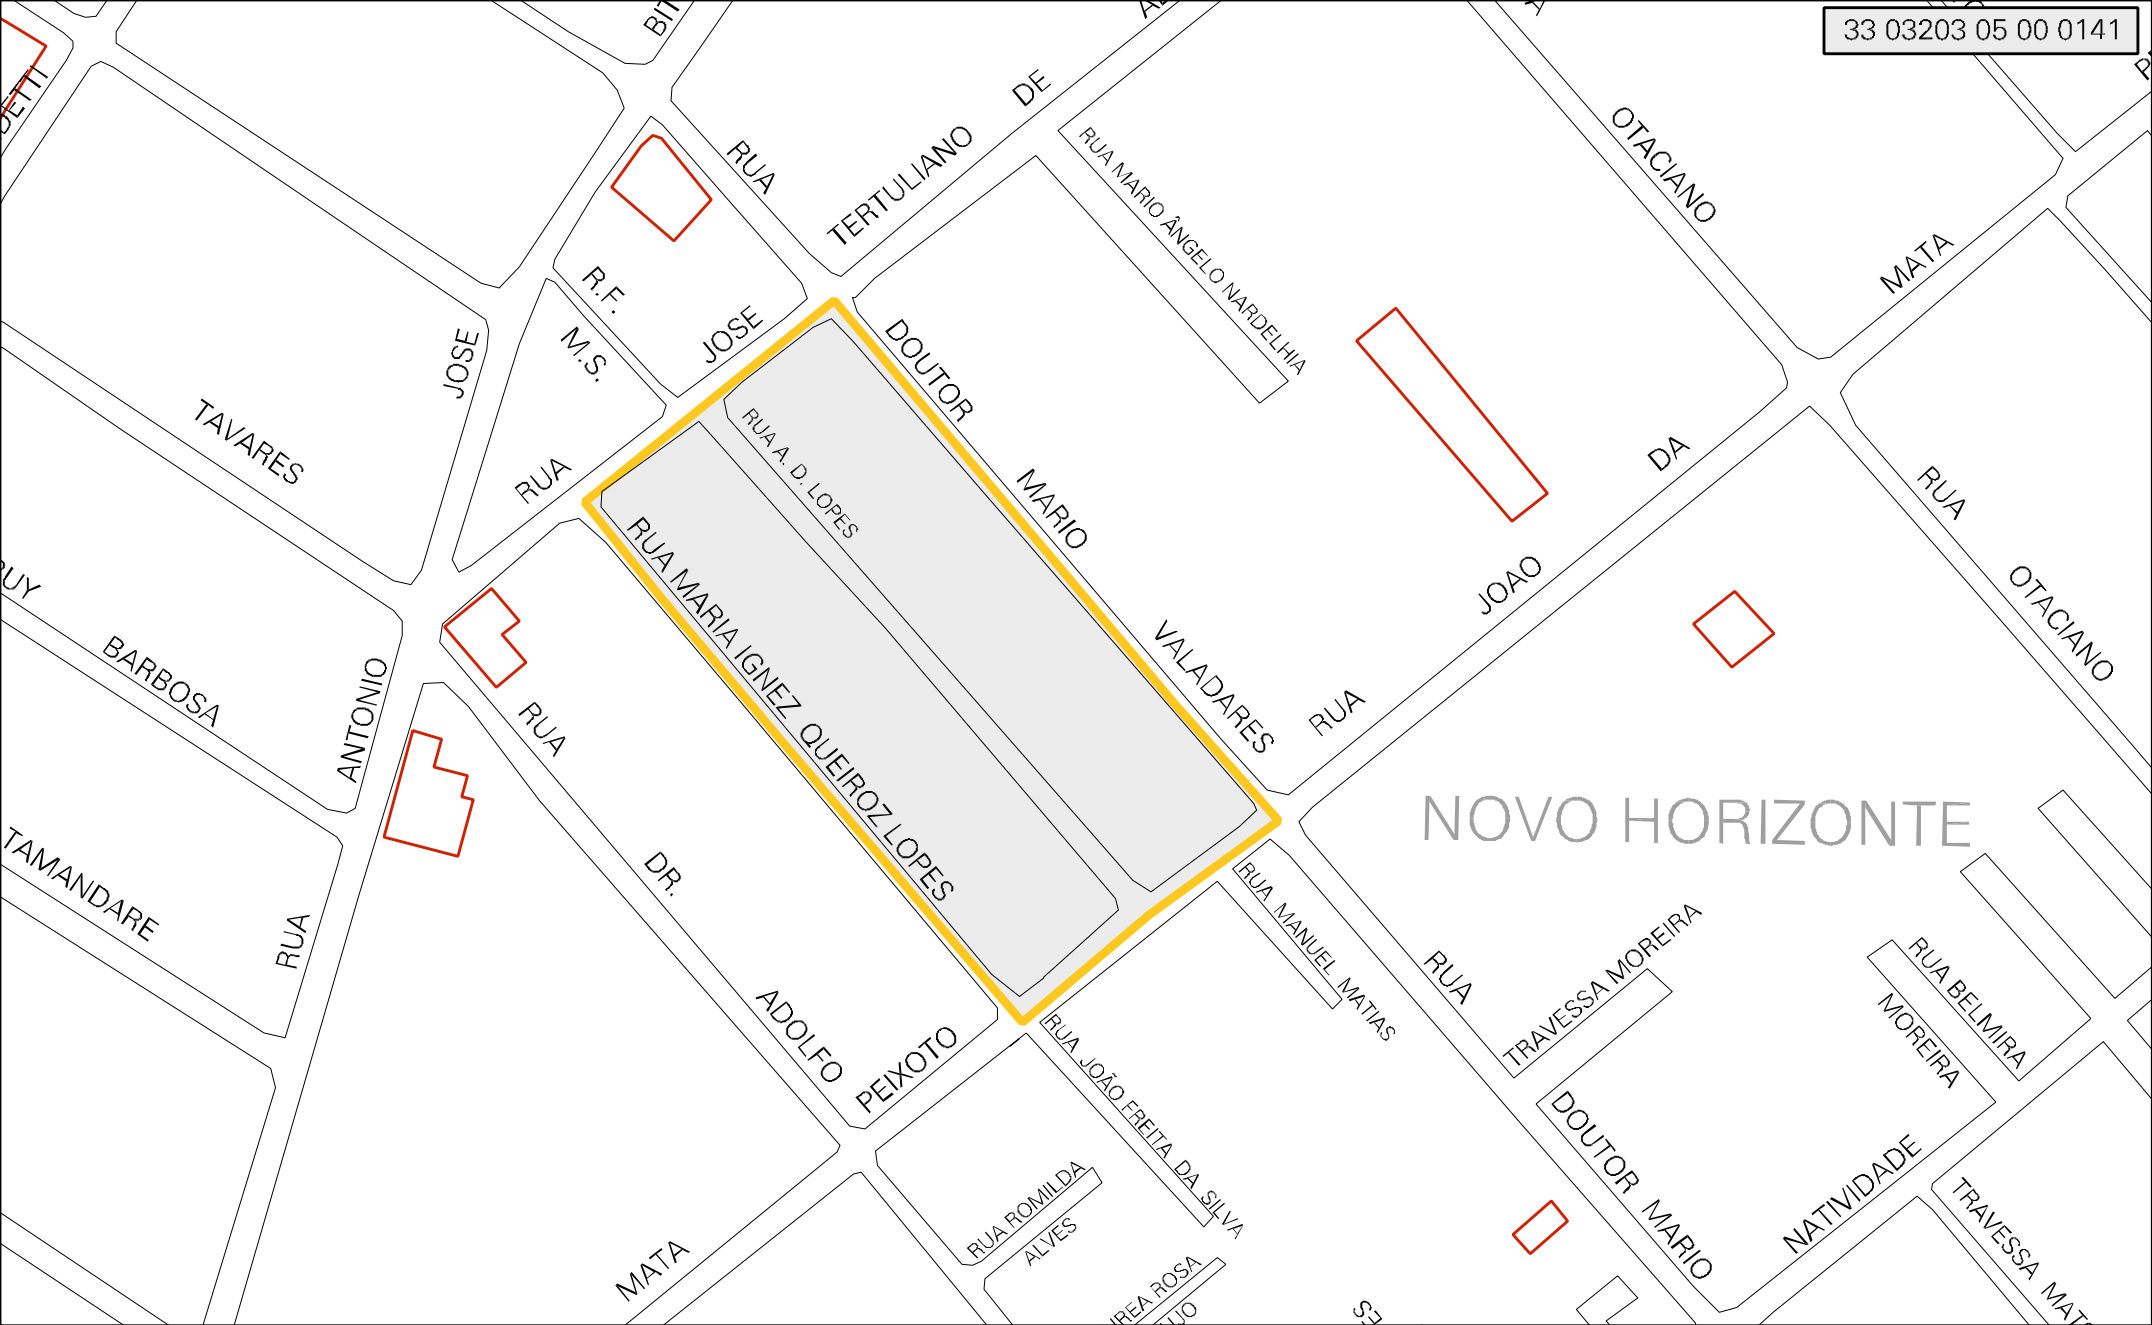 33 03203 05 00 0141
DE
RUA
TERTULIANO
RUA MARIO ÂNGELO NARDELHIA
OTACIANO
MATA
R.F.
M.S.
JOSE
JOSE
DOUTOR
TAVARES
RUA
RUA A. D. LOPES
MARIO
DA
RUA
RUA MARIA IGNEZ QUEIROZ LOPES
JOAO
OTACIANO
BARBOSA
ANTONIO
RUA
VALADARES
RUA
NOVO HORIZONTE
TAMANDARE
RUA
DR.
RUA MANUEL MATIAS
RUA
TRAVESSA MOREIRA
RUA BELMIRA
MOREIRA
ADOLFO
PEIXOTO
RUA JOÃO FREITA DA SILVA
DOUTOR MARIO
NATIVIDADE
RUA ROMILDA
ALVES
MATA
ROSA
TRAVESSA